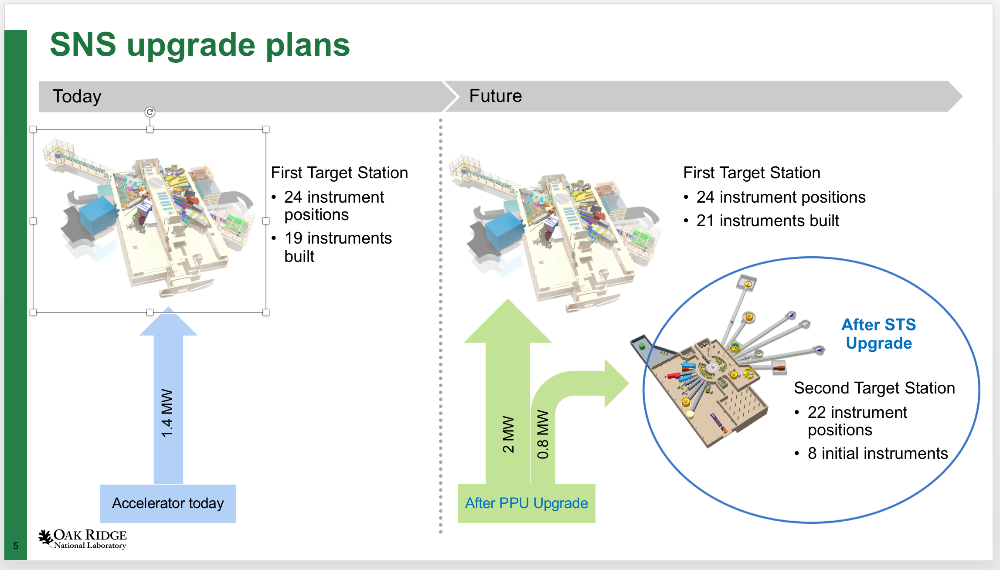 SNS upgrade plans
Today
Future
First Target Station
• 24 instrument
positions
• 19 instruments
built
1.4 MW
Accelerator today
First Target Station
• 24 instrument positions
• 21 instruments built
2 MW
0.8 MW
After PPU Upgrade
After STS
Upgrade
Second Target Station
• 22 instrument
positions
• 8 initial instruments
5
OAK RIDGE
National Laboratory